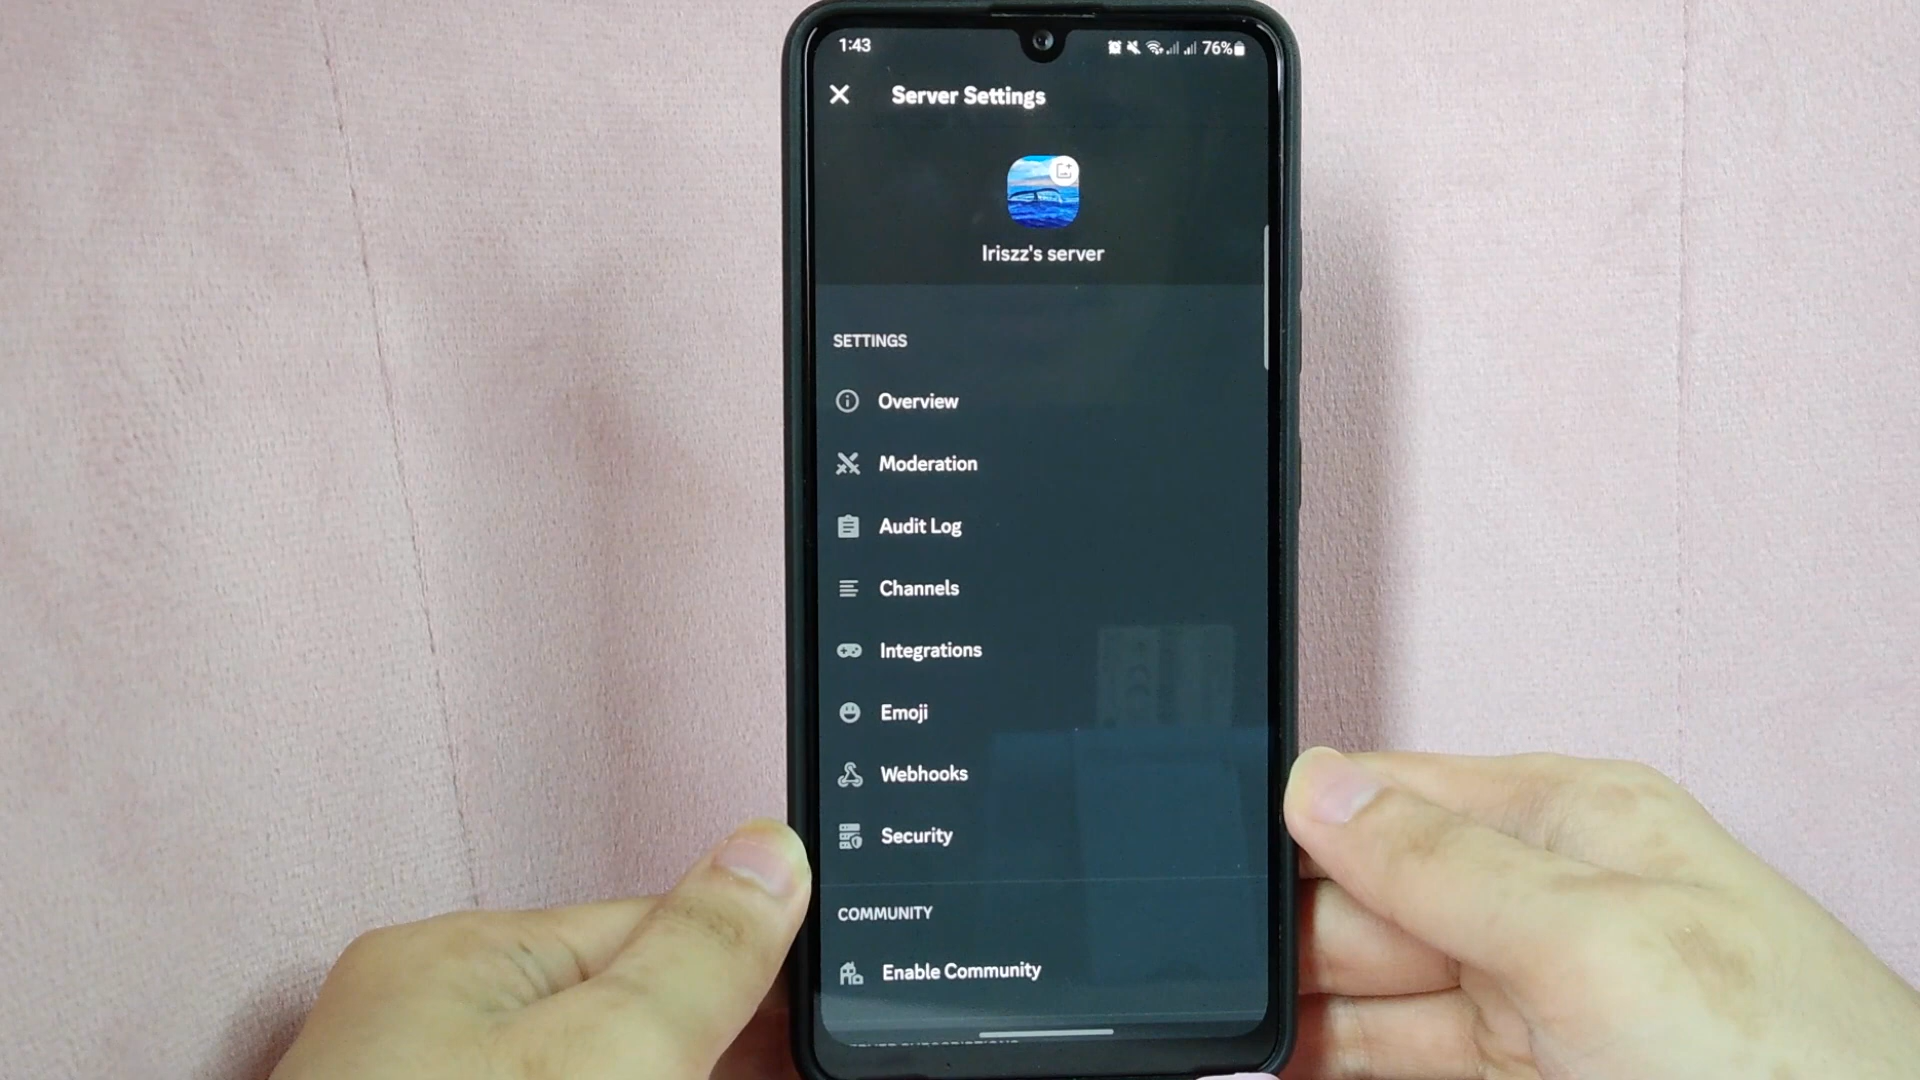 1:43
76%
Server Settings
Iriszz's server
SETTINGS
Overview
Moderation
Audit Log
Channels
Integrations
Emoji
Webhooks
Security
COMMUNITY
Enable Community